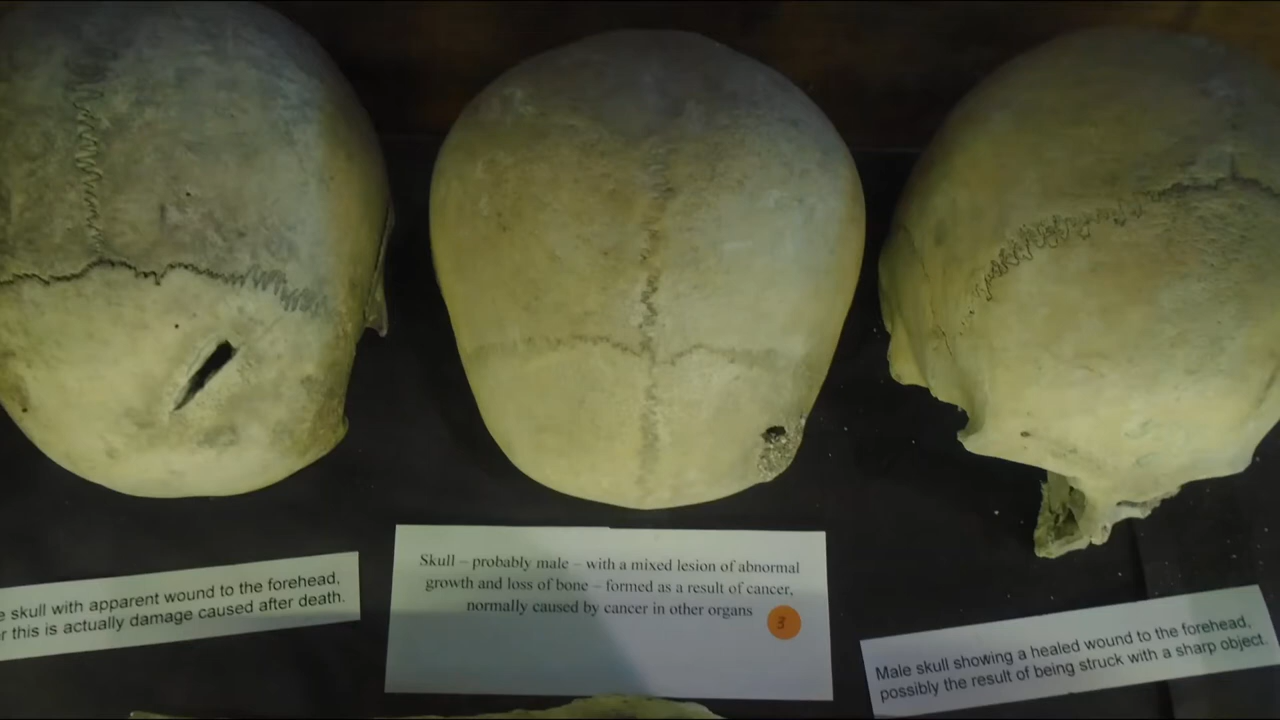 e skull with apparent wound to the forehead,
r this is actually damage caused after death.
Skull – probably male – with a mixed lesion of abnormal
growth and loss of bone – formed as a result of cancer,
normally caused by cancer in other organs
3
Male skull showing a healed wound to the forehead,
possibly the result of being struck with a sharp object.